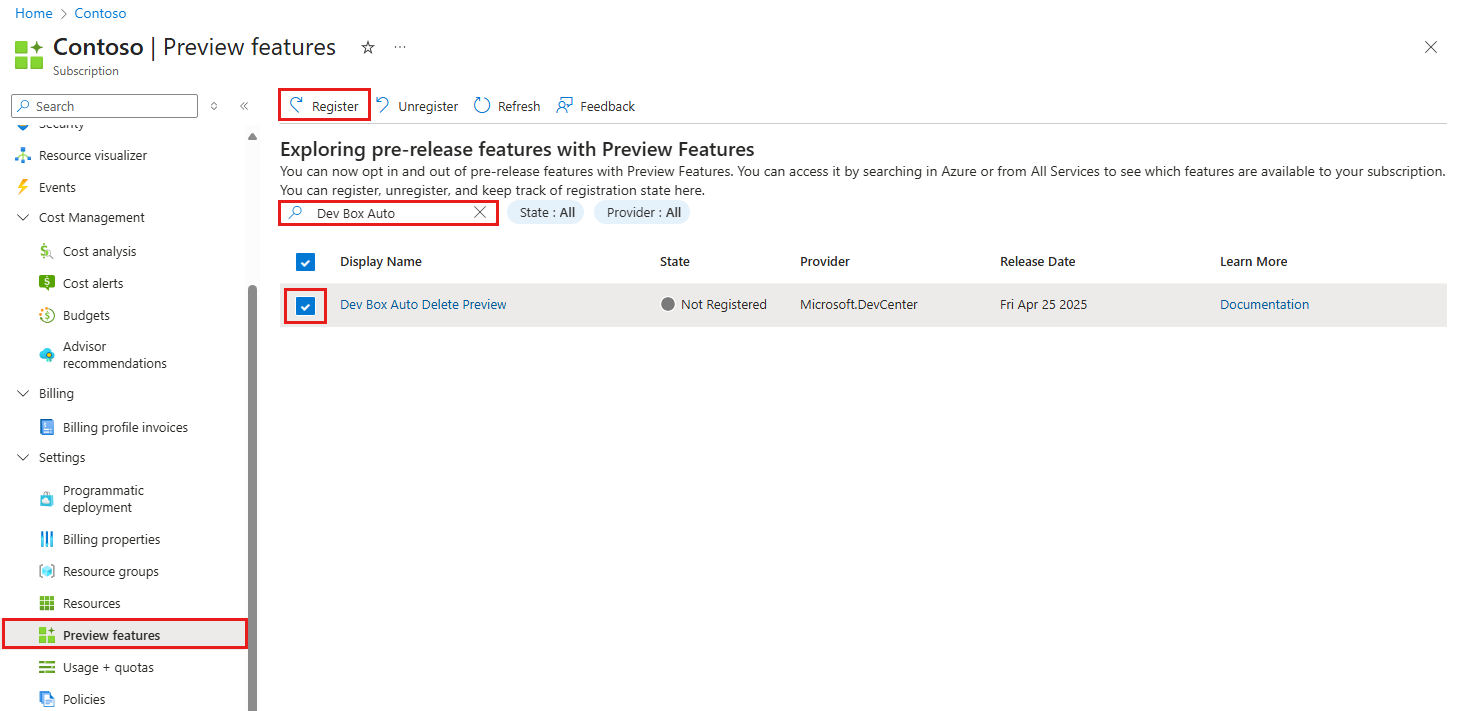 Home > Contoso
Contoso | Preview features
Subscription
Search
Security
Resource visualizer
Events
Cost Management
Cost analysis
Cost alerts
Budgets
Advisor
recommendations
Billing
Billing profile invoices
Settings
Programmatic
deployment
Billing properties
Resource groups
Resources
Preview features
Usage + quotas
Policies
Register Unregister Refresh Feedback
Exploring pre-release features with Preview Features
You can now opt in and out of pre-release features with Preview Features. You can access it by searching in Azure or from All Services to see which features are available to your subscription.
You can register, unregister, and keep track of registration state here.
Dev Box Auto State : All Provider : All
Display Name State Provider Release Date Learn More
Dev Box Auto Delete Preview Not Registered Microsoft.DevCenter Fri Apr 25 2025 Documentation